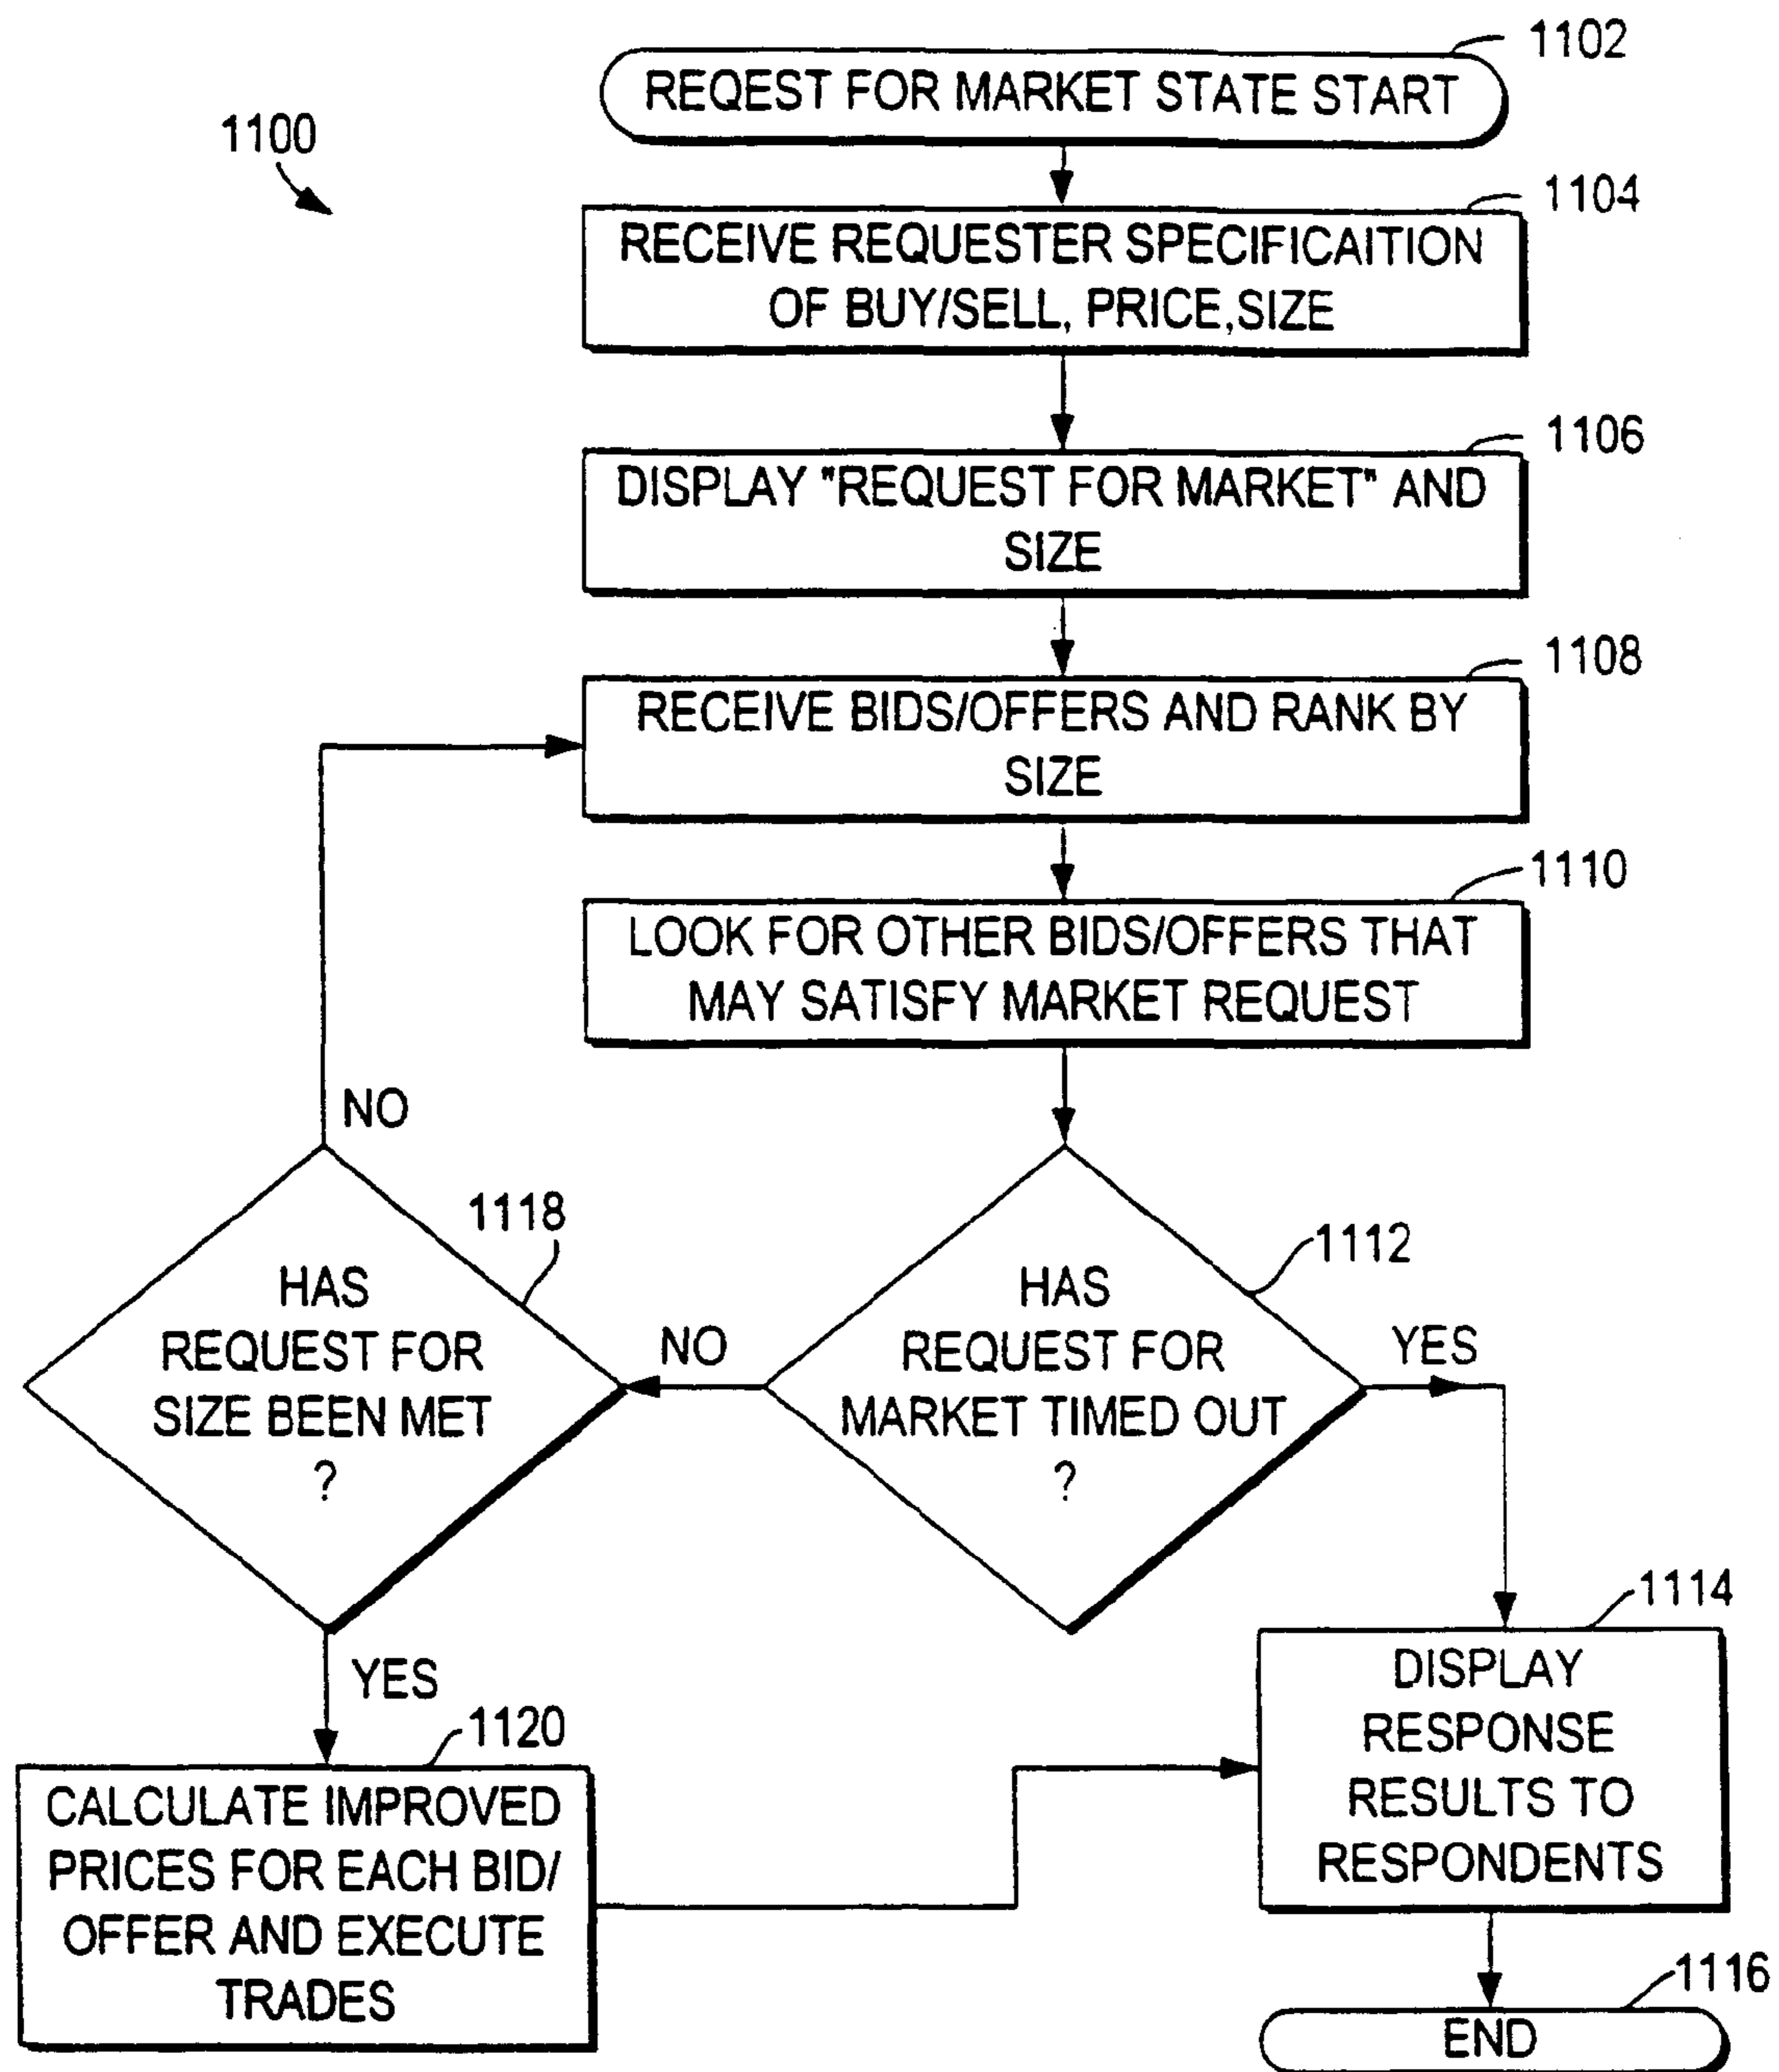 1102
REQEST FOR MARKET STATE START
1100
1104
RECEIVE REQUESTER SPECIFICAITION
OF BUY/SELL, PRICE,SIZE
1106
DISPLAY "REQUEST FOR MARKET" AND
SIZE
1108
RECEIVE BIDS/OFFERS AND RANK BY
SIZE
1110
LOOK FOR OTHER BIDS/OFFERS THAT
MAY SATISFY MARKET REQUEST
NO
1118
HAS
REQUEST FOR
SIZE BEEN MET
?
NO
1112
HAS
REQUEST FOR
MARKET TIMED OUT
?
YES
YES
1120
CALCULATE IMPROVED
PRICES FOR EACH BID/
OFFER AND EXECUTE
TRADES
1114
DISPLAY
RESPONSE
RESULTS TO
RESPONDENTS
1116
END